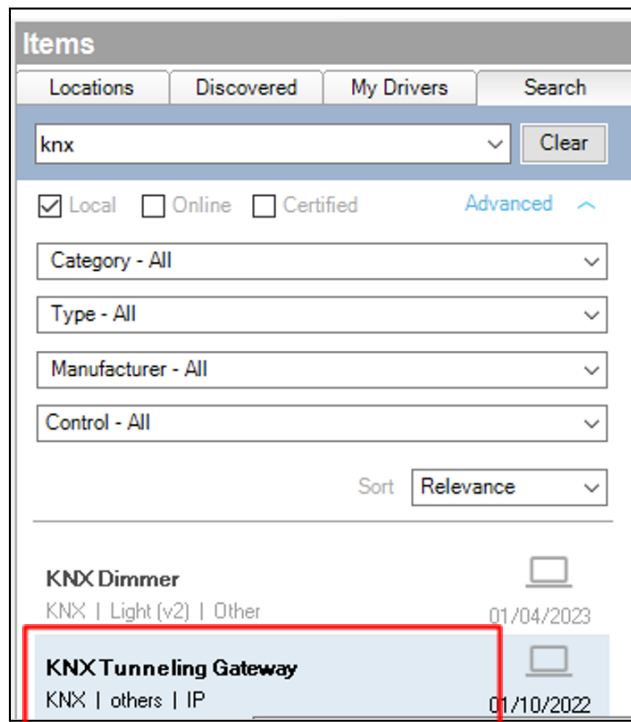 Items
Locations Discovered My Drivers Search
knx Clear
Local Online Certified Advanced
Category - All
Type - All
Manufacturer - All
Control - All
Sort Relevance
KNX Dimmer
KNX | Light (v2) | Other 01/04/2023
KNX Tunneling Gateway
KNX | others | IP 01/10/2022